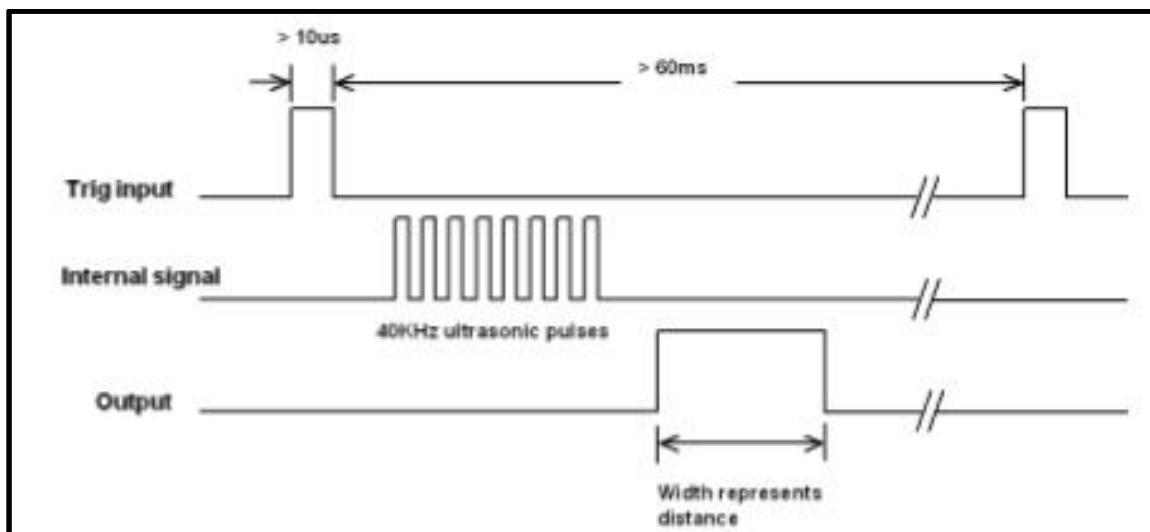 > 10us
> 60ms
Trig input
Internal signal
40KHz ultrasonic pulses
Output
Width represents
distance